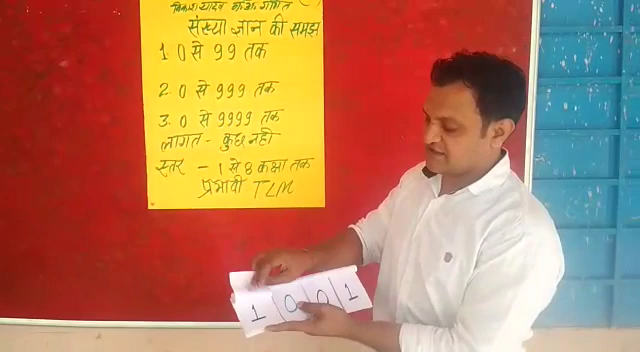 संख्या ज्ञान की समझ
1. 0 से 99 तक
2. 0 से 999 तक
3. 0 से 9999 तक
लागत - कुछ नही
स्तर - 1 से 8 कक्षा तक
प्रभावी TLM
1 0 0 1